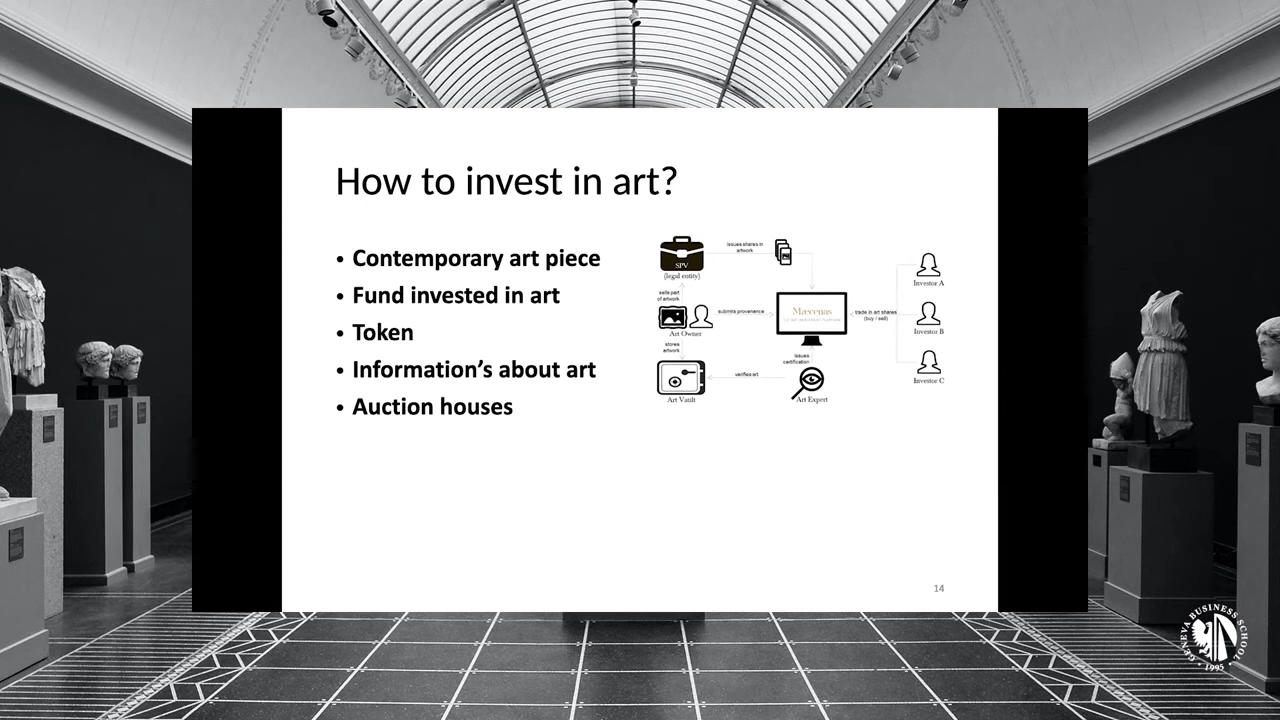 How to invest in art?
• Contemporary art piece
• Fund invested in art
• Token
• Information’s about art
• Auction houses
SPV
(legal entity)
issues shares in
artwork
sells part
of artwork
Art Owner
submits provenance
stores
artwork
Art Vault
verifies art
Art Expert
issues
certification
Mæcenas
trade in art shares
(buy / sell)
Investor A
Investor B
Investor C
14
GENEVA BUSINESS SCHOOL
• 1995 •